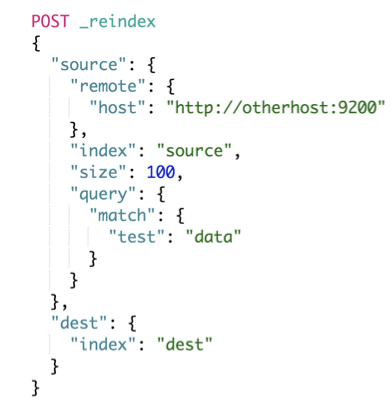 POST _reindex
{
  "source": {
    "remote": {
      "host": "http://otherhost:9200"
    },
    "index": "source",
    "size": 100,
    "query": {
      "match": {
        "test": "data"
      }
    }
  },
  "dest": {
    "index": "dest"
  }
}